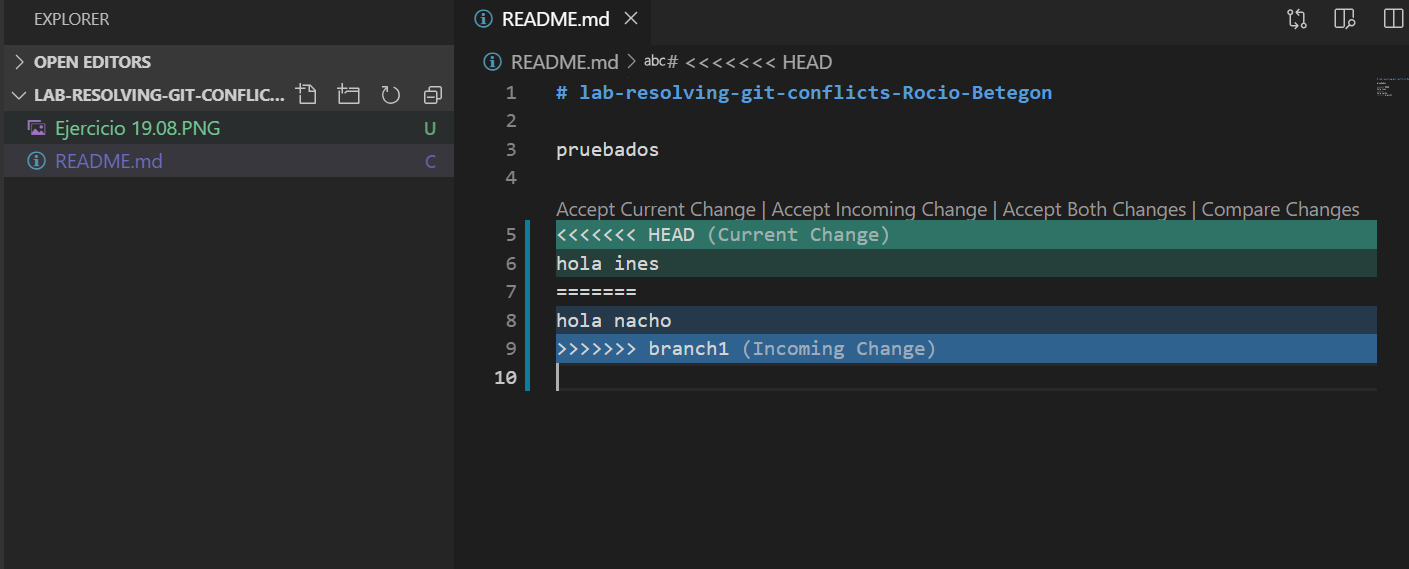 EXPLORER
OPEN EDITORS
LAB-RESOLVING-GIT-CONFLIC...
Ejercicio 19.08.PNG U
README.md C
README.md
README.md > abc# <<<<<<< HEAD
1 # lab-resolving-git-conflicts-Rocio-Betegon
2
3 pruebados
4
Accept Current Change | Accept Incoming Change | Accept Both Changes | Compare Changes
5 <<<<<<< HEAD (Current Change)
6 hola ines
7 =======
8 hola nacho
9 >>>>>>> branch1 (Incoming Change)
10